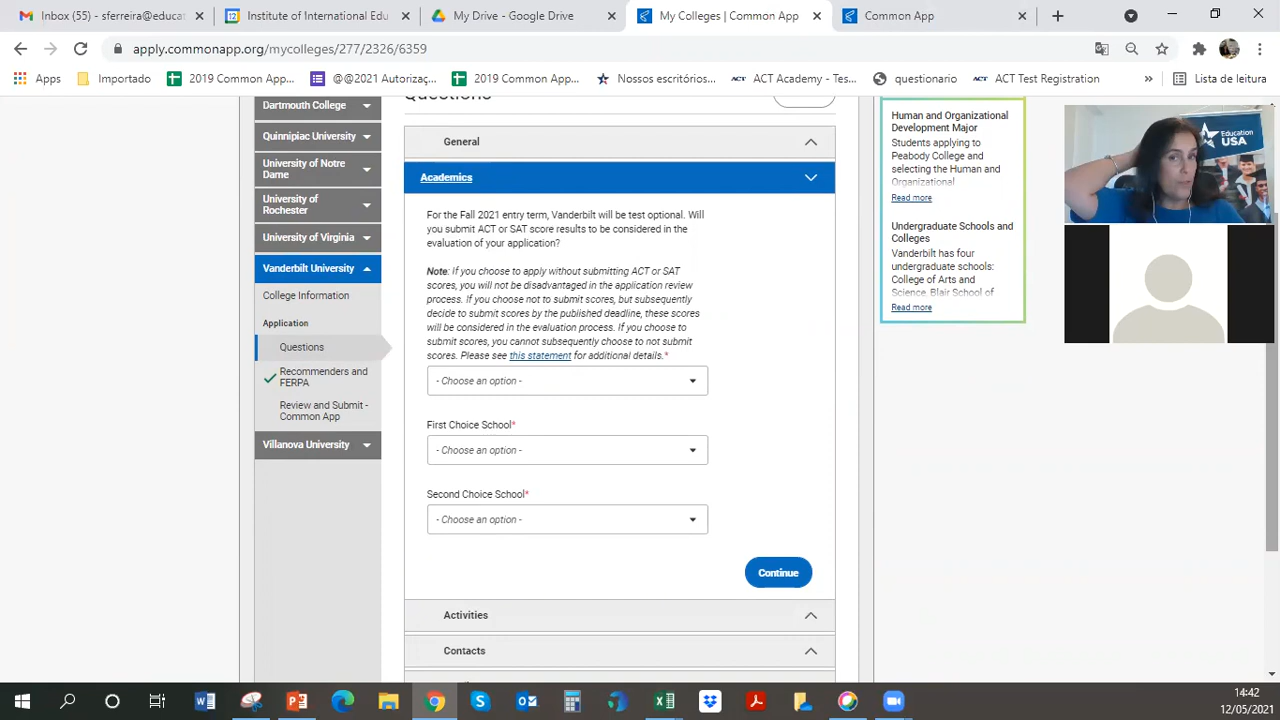 Inbox (55) - sferreira@educat
Institute of International Edu
My Drive - Google Drive
My Colleges | Common App
Common App
apply.commonapp.org/mycolleges/277/2326/6359
Apps
Importado
2019 Common App...
@@2021 Autorizaç...
2019 Common App...
Nossos escritórios...
ACT Academy - Tes...
questionario
ACT Test Registration
Lista de leitura
Dartmouth College
Quinnipiac University
University of Notre
Dame
University of
Rochester
University of Virginia
Vanderbilt University
College Information
Application
Questions
Recommenders and
FERPA
Review and Submit -
Common App
Villanova University
Questions
General
Academics
For the Fall 2021 entry term, Vanderbilt will be test optional. Will
you submit ACT or SAT score results to be considered in the
evaluation of your application?
Note: If you choose to apply without submitting ACT or SAT
scores, you will not be disadvantaged in the application review
process. If you choose not to submit scores, but subsequently
decide to submit scores by the published deadline, these scores
will be considered in the evaluation process. If you choose to
submit scores, you cannot subsequently choose to not submit
scores. Please see this statement for additional details.*
- Choose an option -
First Choice School*
- Choose an option -
Second Choice School*
- Choose an option -
Continue
Activities
Contacts
Human and Organizational
Development Major
Students applying to
Peabody College and
selecting the Human and
Organizational
Read more
Undergraduate Schools and
Colleges
Vanderbilt has four
undergraduate schools:
College of Arts and
Science, Blair School of
Read more
Education
USA
14:42
12/05/2021